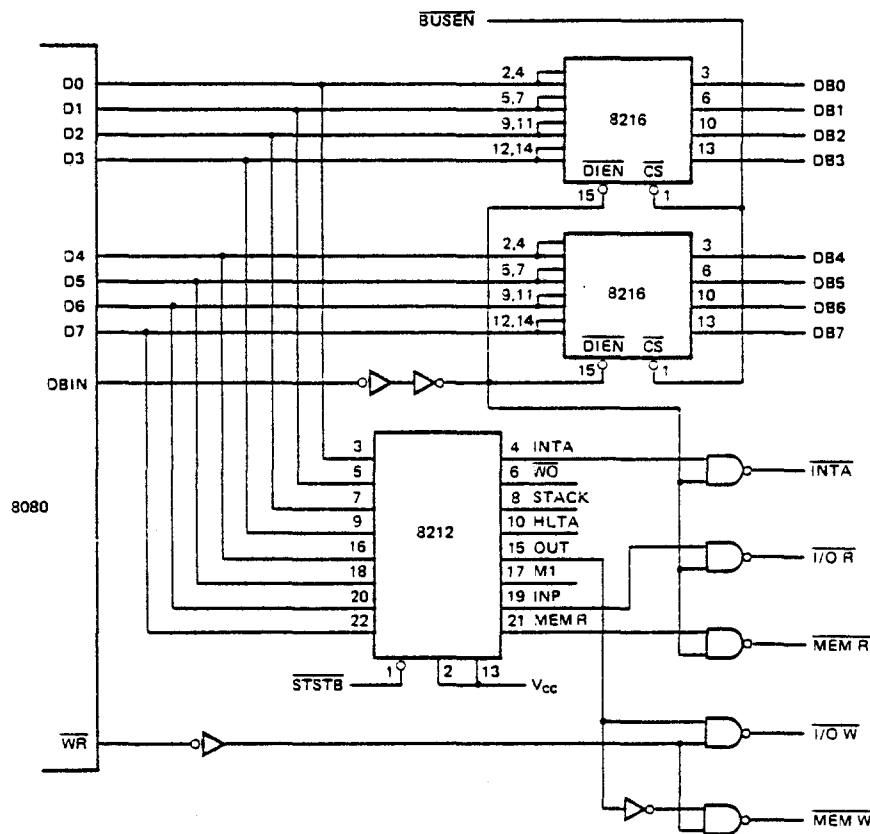 BUSEN
D0
D1
D2
D3
2,4
5,7
9,11
12,14
8216
DIEN
CS
15
1
3
6
10
13
DB0
DB1
DB2
DB3
D4
D5
D6
D7
2,4
5,7
9,11
12,14
8216
DIEN
CS
15
1
3
6
10
13
DB4
DB5
DB6
DB7
DBIN
8080
3
5
7
9
16
18
20
22
8212
4 INTA
6 WO
8 STACK
10 HLTA
15 OUT
17 M1
19 INP
21 MEM R
STSTB
1
2
13
VCC
INTA
I/O R
MEM R
WR
I/O W
MEM W